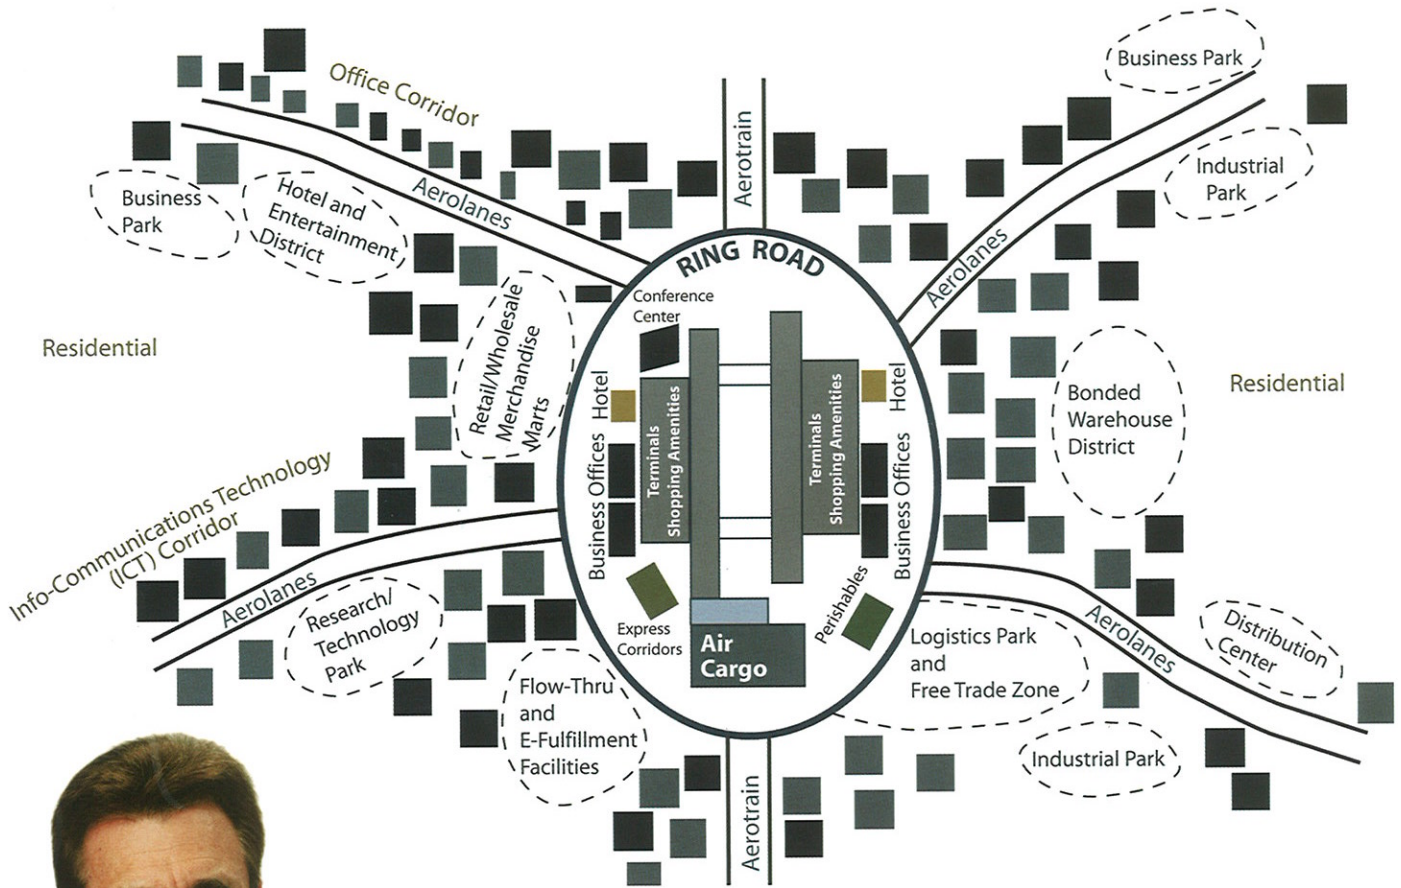 Office Corridor
Business Park
Aerotrain
Industrial
Park
Business
Park
Hotel and
Entertainment
District
Aerolanes
Aerolanes
RING ROAD
Conference
Center
Residential
Retail/Wholesale
Merchandise
Marts
Hotel
Terminals
Shopping Amenities
Terminals
Shopping Amenities
Hotel
Bonded
Warehouse
District
Residential
Business Offices
Business Offices
Info-Communications Technology
(ICT) Corridor
Aerolanes
Research/
Technology
Park
Express
Corridors
Air
Cargo
Perishables
Logistics Park
and
Free Trade Zone
Aerolanes
Distribution
Center
Flow-Thru
and
E-Fulfillment
Facilities
Industrial Park
Aerotrain